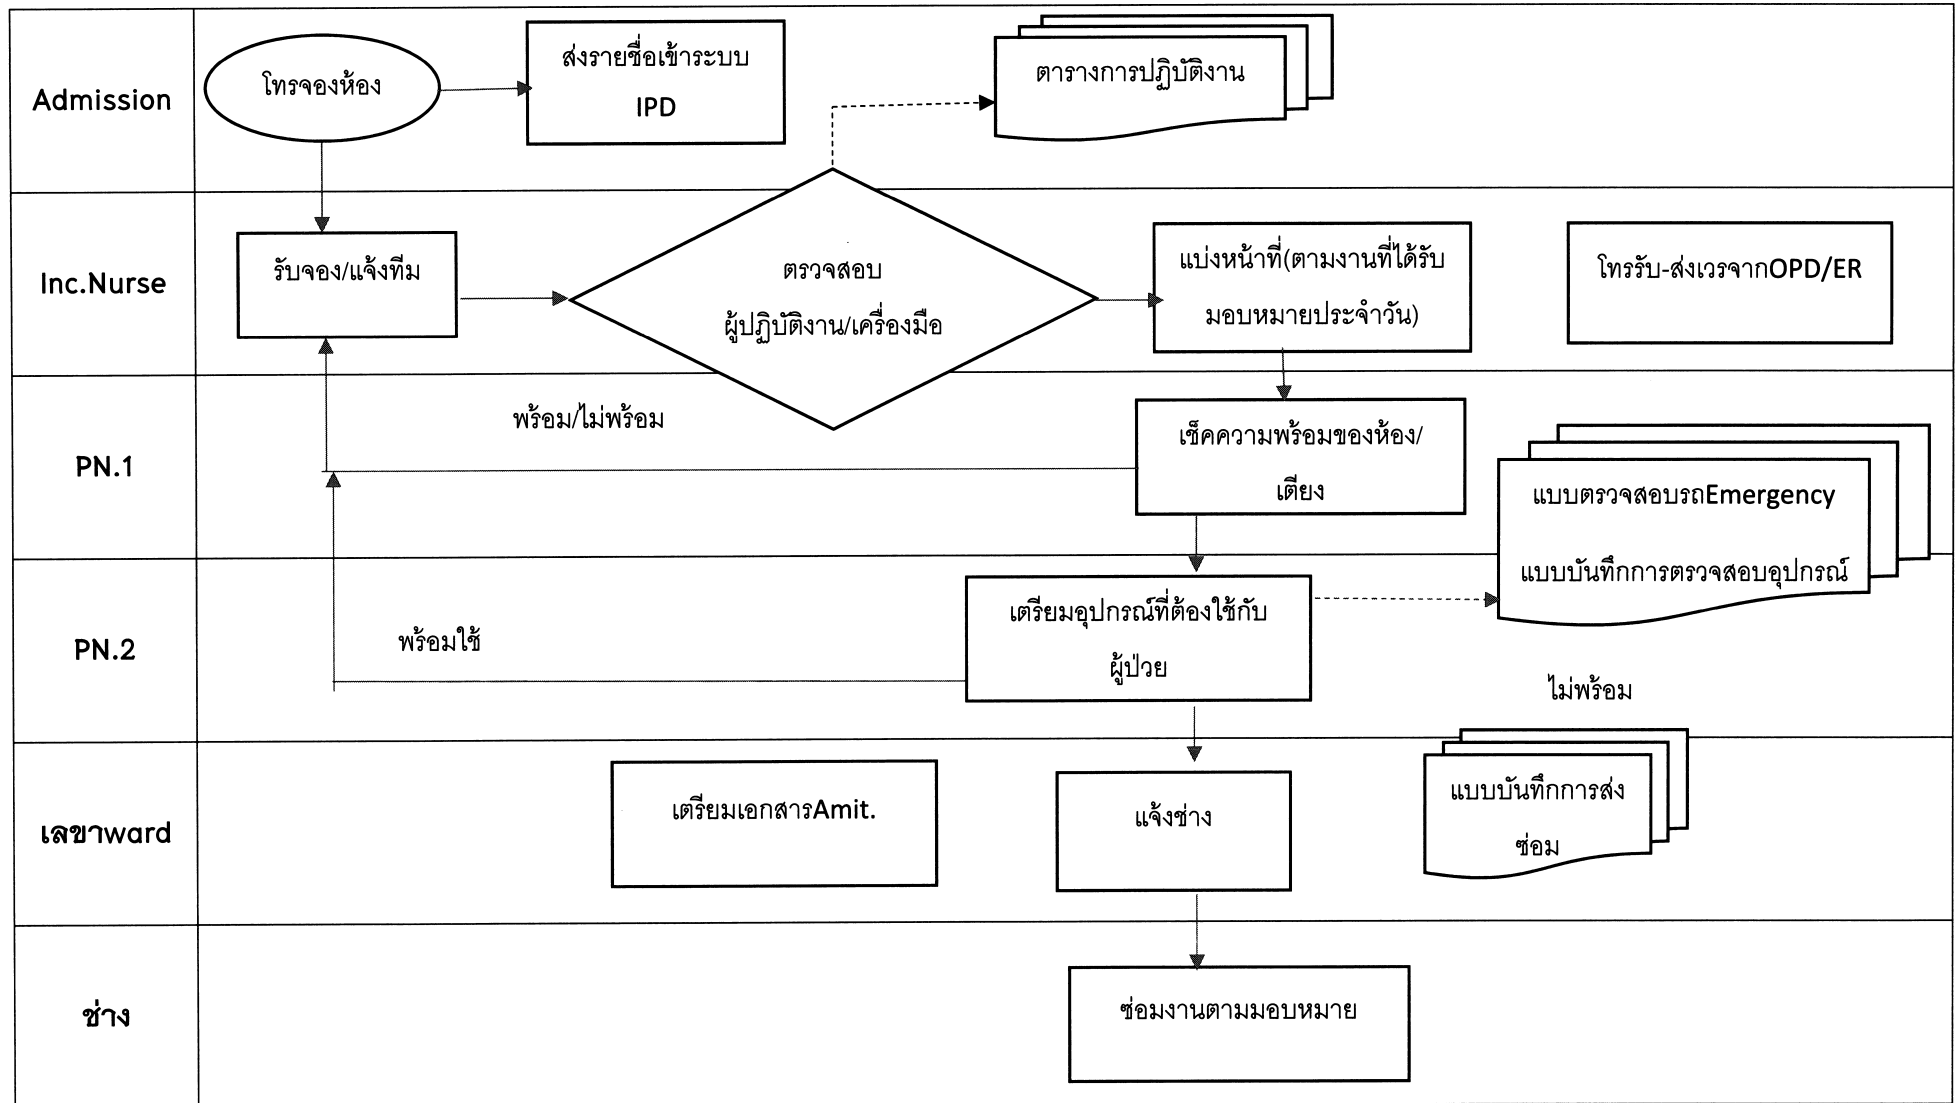 Admission
โทรจองห้อง
ส่งรายชื่อเข้าระบบ
IPD
ตารางการปฏิบัติงาน
Inc.Nurse
รับจอง/แจ้งทีม
ตรวจสอบ
ผู้ปฏิบัติงาน/เครื่องมือ
แบ่งหน้าที่(ตามงานที่ได้รับ
มอบหมายประจำวัน)
โทรรับ-ส่งเวรจากOPD/ER
PN.1
พร้อม/ไม่พร้อม
เช็คความพร้อมของห้อง/
เตียง
แบบตรวจสอบรถEmergency
แบบบันทึกการตรวจสอบอุปกรณ์
PN.2
พร้อมใช้
เตรียมอุปกรณ์ที่ต้องใช้กับ
ผู้ป่วย
ไม่พร้อม
เลขาward
เตรียมเอกสารAmit.
แจ้งช่าง
แบบบันทึกการส่ง
ซ่อม
ช่าง
ซ่อมงานตามมอบหมาย